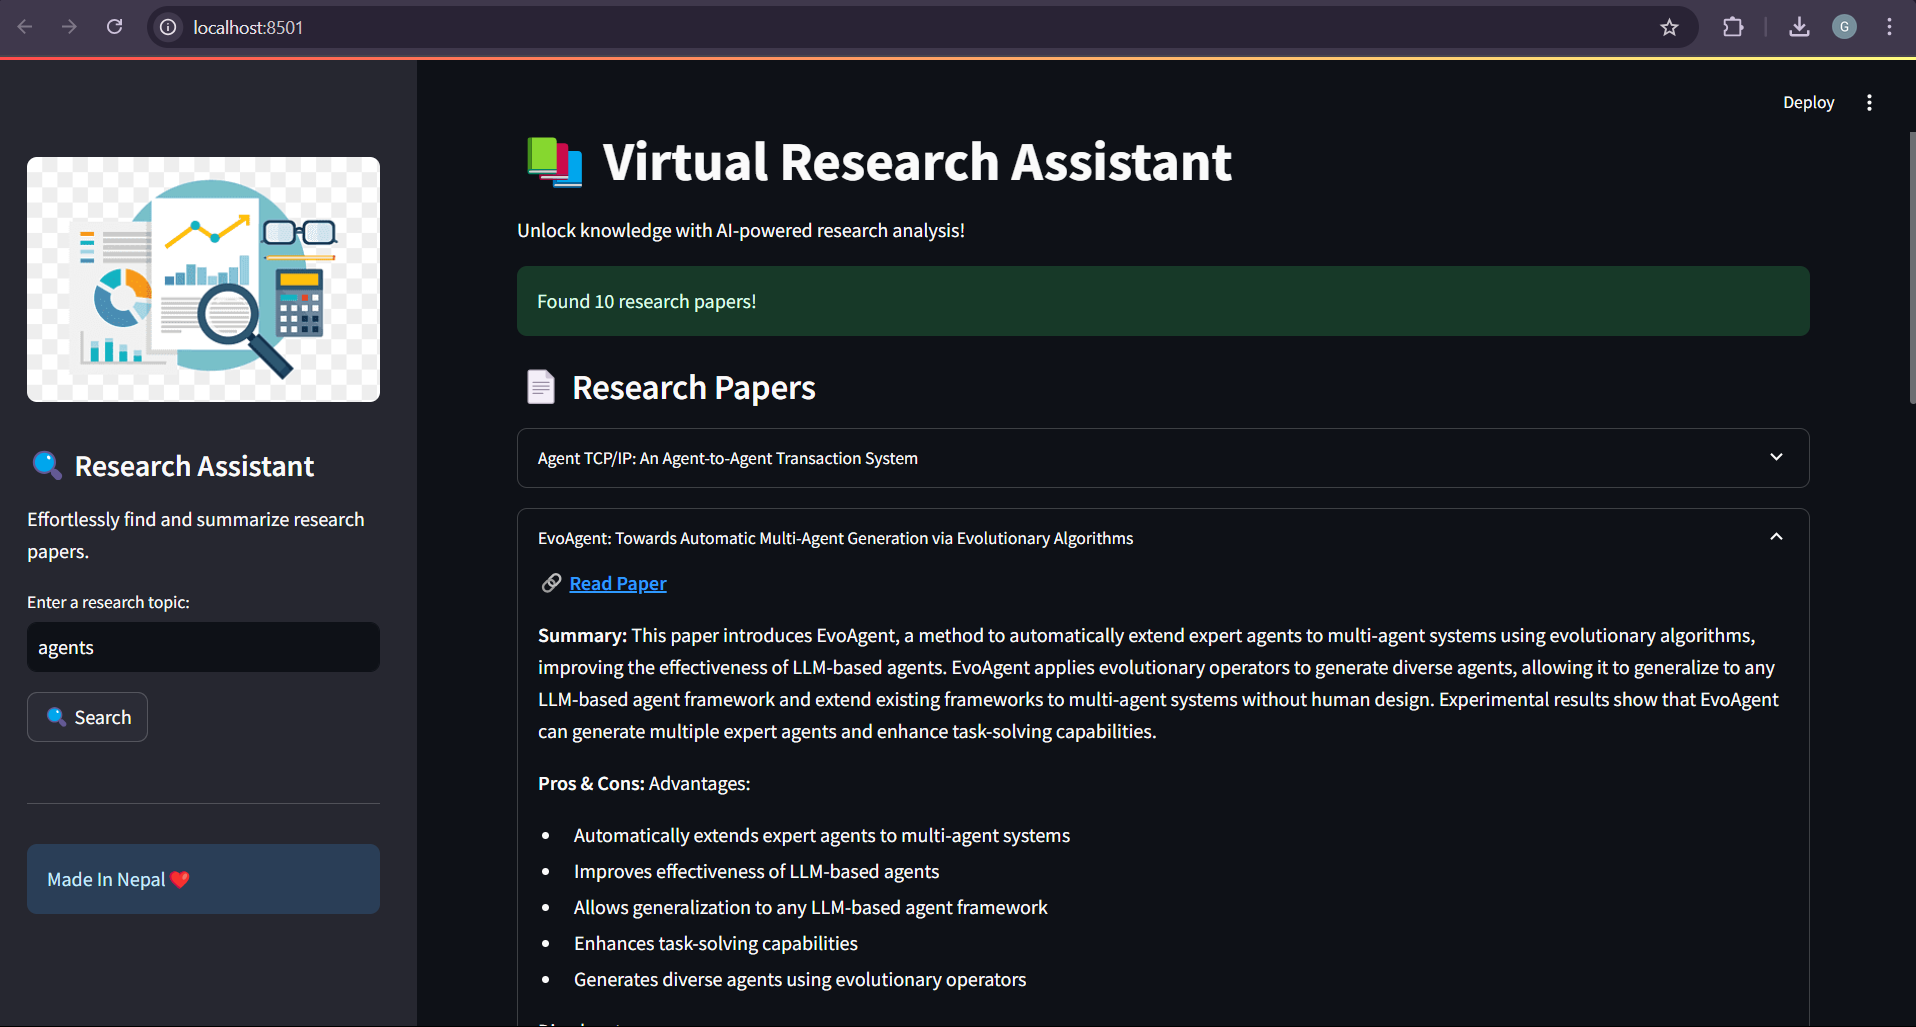 localhost:8501
G
Deploy
Virtual Research Assistant
Unlock knowledge with AI-powered research analysis!
Found 10 research papers!
Research Papers
Agent TCP/IP: An Agent-to-Agent Transaction System
EvoAgent: Towards Automatic Multi-Agent Generation via Evolutionary Algorithms
Read Paper
Summary: This paper introduces EvoAgent, a method to automatically extend expert agents to multi-agent systems using evolutionary algorithms,
improving the effectiveness of LLM-based agents. EvoAgent applies evolutionary operators to generate diverse agents, allowing it to generalize to any
LLM-based agent framework and extend existing frameworks to multi-agent systems without human design. Experimental results show that EvoAgent
can generate multiple expert agents and enhance task-solving capabilities.
Pros & Cons: Advantages:
• Automatically extends expert agents to multi-agent systems
• Improves effectiveness of LLM-based agents
• Allows generalization to any LLM-based agent framework
• Enhances task-solving capabilities
• Generates diverse agents using evolutionary operators
Research Assistant
Effortlessly find and summarize research
papers.
Enter a research topic:
agents
Search
Made In Nepal ❤️